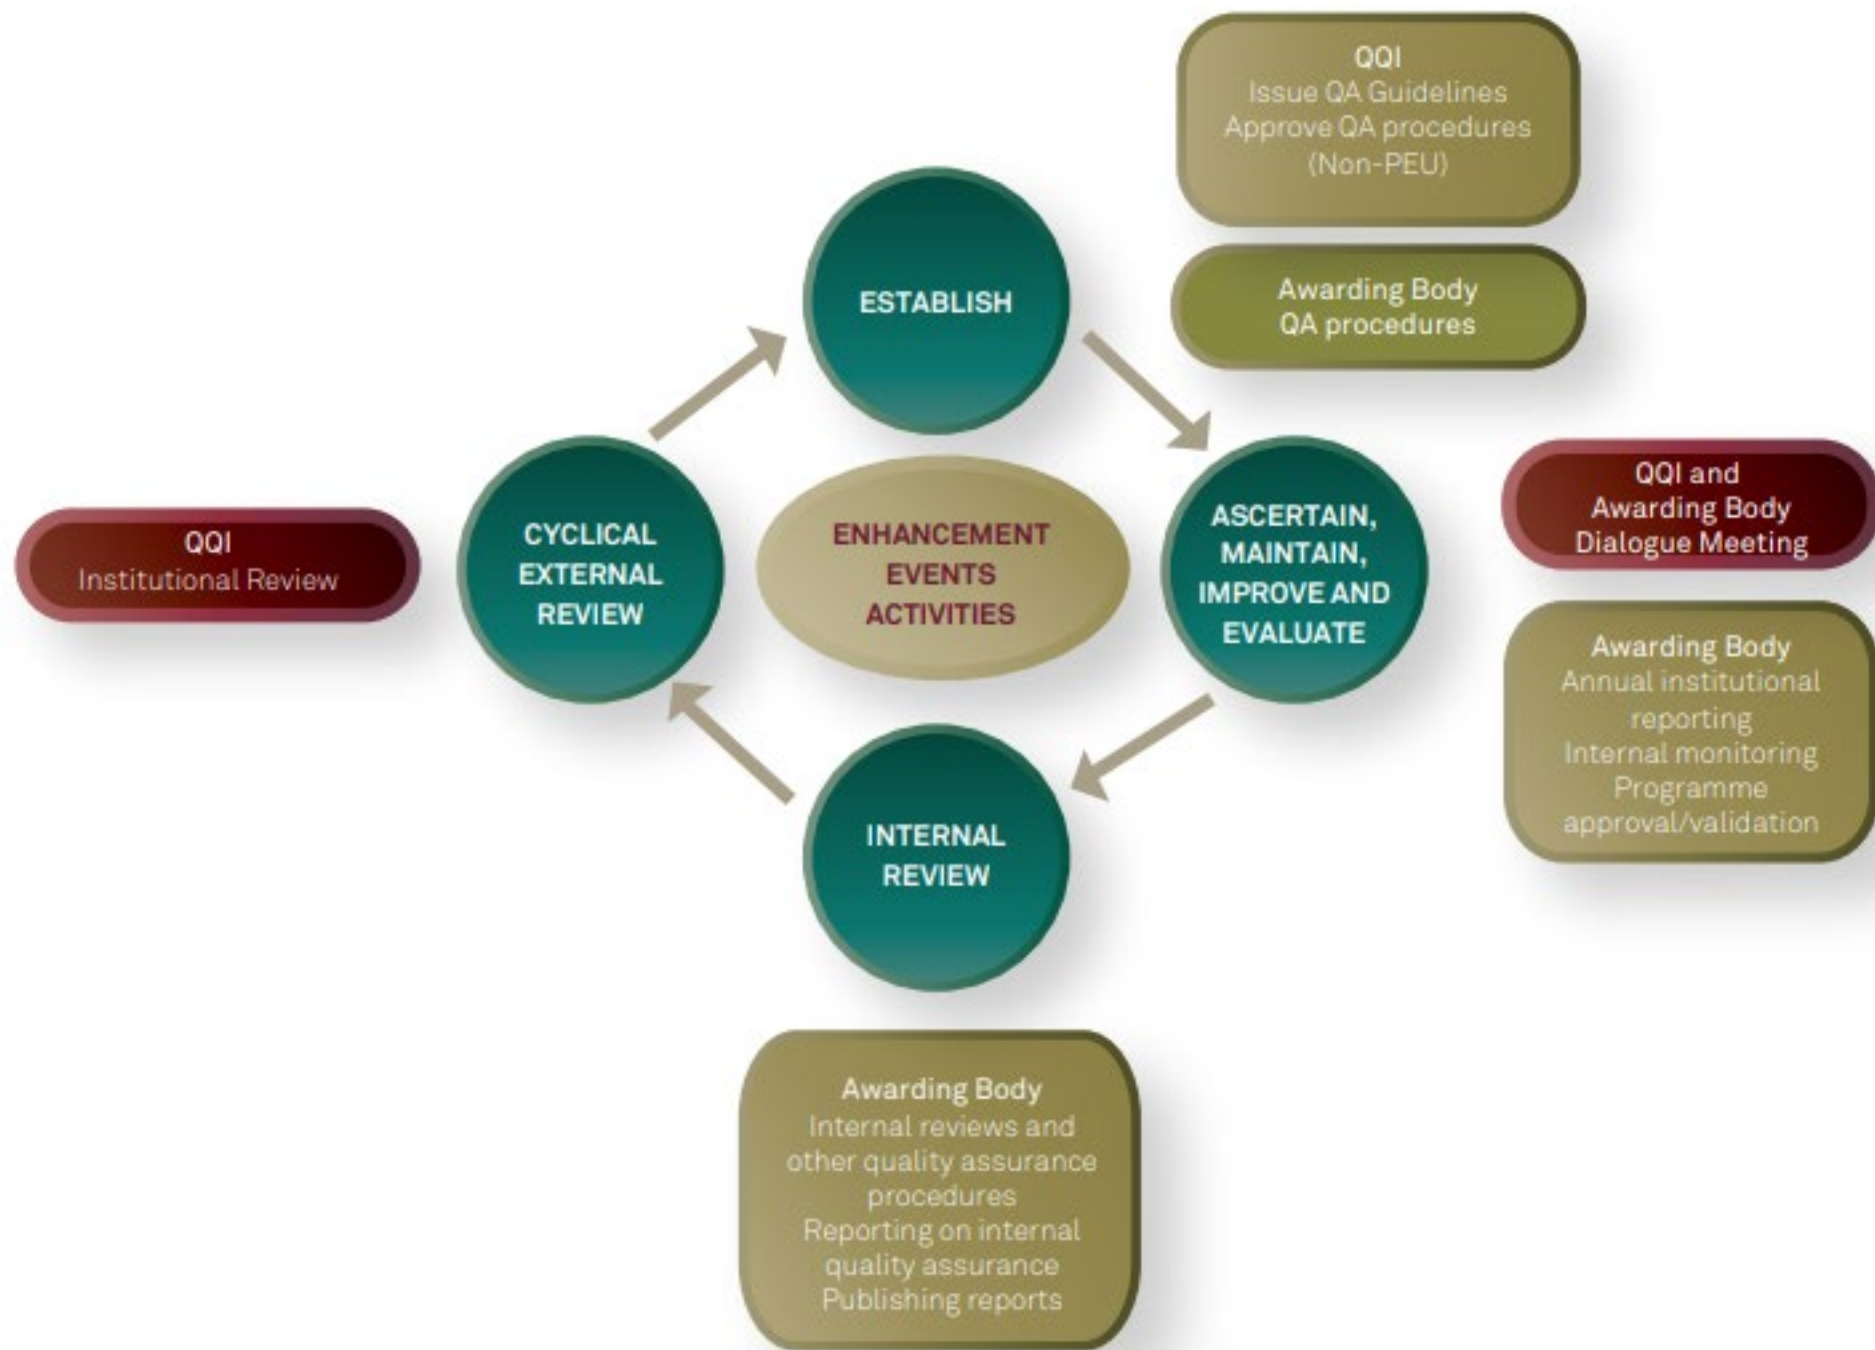 QQI
Issue QA Guidelines
Approve QA procedures
(Non-PEU)
Awarding Body
QA procedures
ESTABLISH
QQI and
Awarding Body
Dialogue Meeting
Awarding Body
Annual institutional
reporting
Internal monitoring
Programme
approval/validation
ASCERTAIN,
MAINTAIN,
IMPROVE AND
EVALUATE
ENHANCEMENT
EVENTS
ACTIVITIES
CYCLICAL
EXTERNAL
REVIEW
QQI
Institutional Review
INTERNAL
REVIEW
Awarding Body
Internal reviews and
other quality assurance
procedures
Reporting on internal
quality assurance
Publishing reports